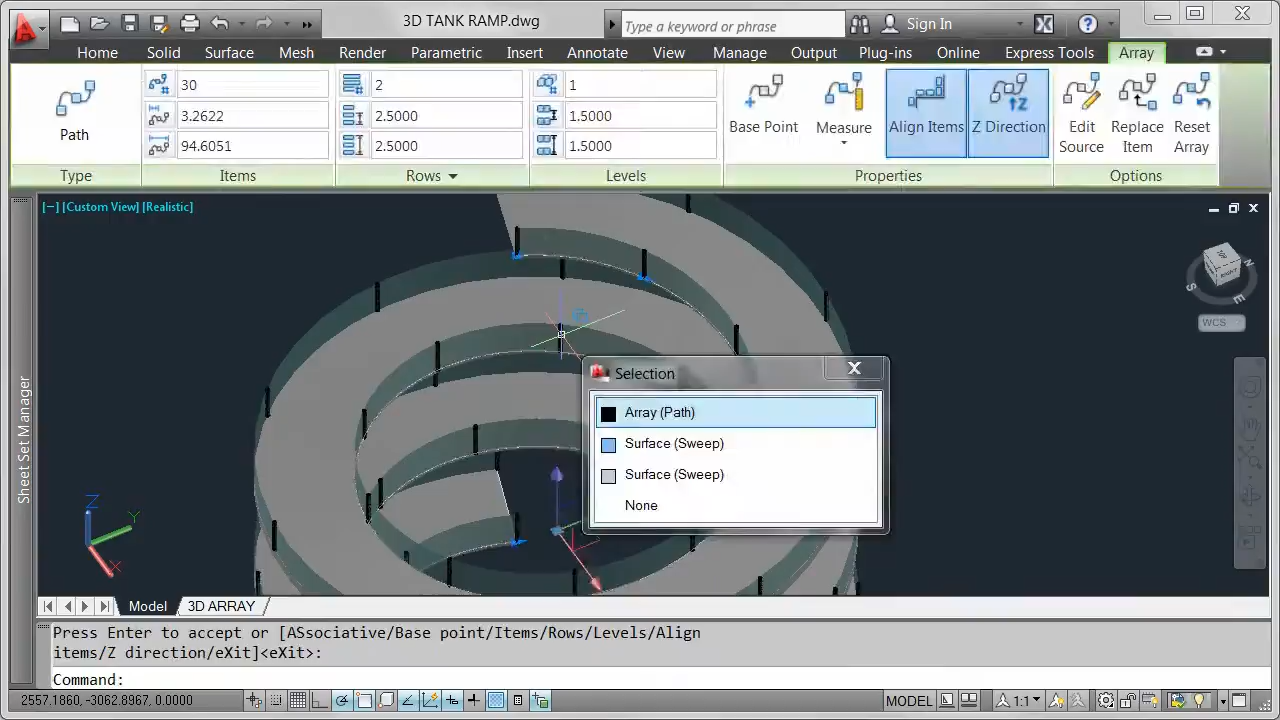 3D TANK RAMP.dwg
Type a keyword or phrase
Sign In
Home Solid Surface Mesh Render Parametric Insert Annotate View Manage Output Plug-ins Online Express Tools Array
Path
30
3.2622
94.6051
2
2.5000
2.5000
1
1.5000
1.5000
Base Point
Measure
Align Items
Z Direction
Edit Source
Replace Item
Reset Array
Type Items Rows Levels Properties Options
[−] [Custom View] [Realistic]
Sheet Set Manager
RIGHT
N
S
E
WCS
Selection
Array (Path)
Surface (Sweep)
Surface (Sweep)
None
Z
Y
X
Model 3D ARRAY
Press Enter to accept or [ASsociative/Base point/Items/Rows/Levels/Align
items/Z direction/eXit]<eXit>:
Command:
2557.1860, -3062.8967, 0.0000
MODEL
1:1